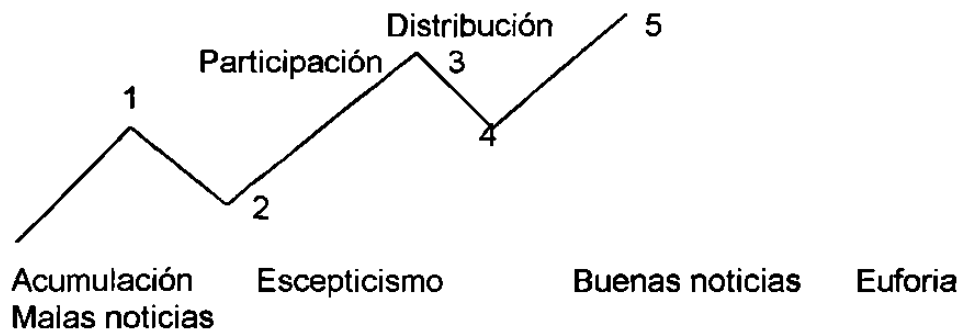 Distribución
5
Participación
3
1
4
2
Acumulación
Escepticismo
Buenas noticias
Euforia
Malas noticias